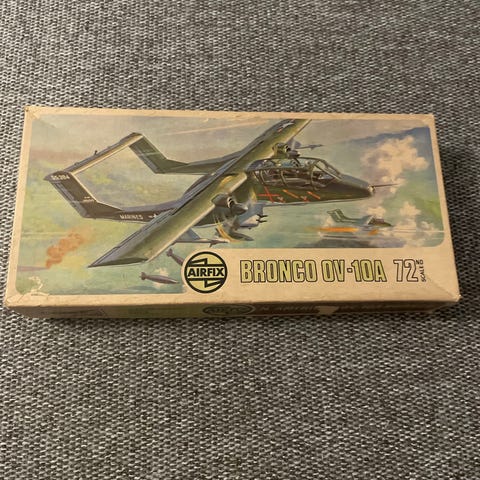 MARINES
AIRFIX
BRONCO OV-10A 72
SCALE